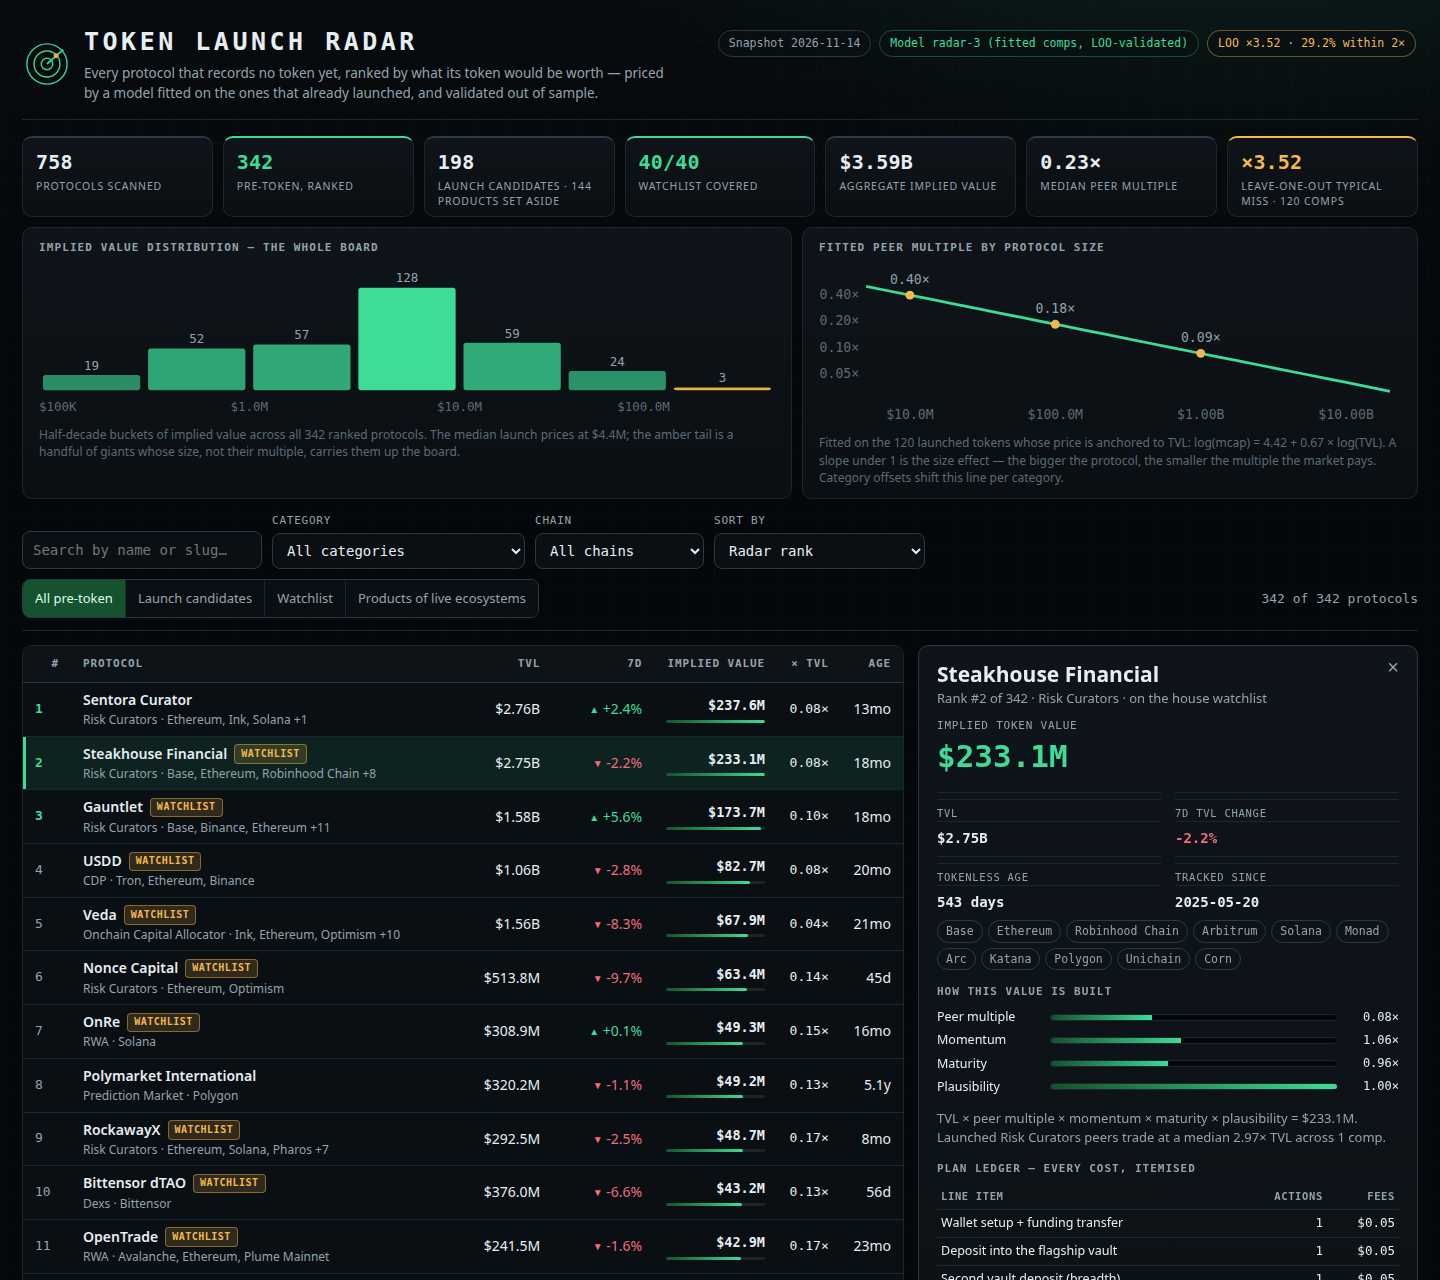 TOKEN LAUNCH RADAR
Every protocol that records no token yet, ranked by what its token would be worth — priced
by a model fitted on the ones that already launched, and validated out of sample.
Snapshot 2026-11-14
Model radar-3 (fitted comps, LOO-validated)
LOO ×3.52 · 29.2% within 2×
758
PROTOCOLS SCANNED
342
PRE-TOKEN, RANKED
198
LAUNCH CANDIDATES · 144
PRODUCTS SET ASIDE
40/40
WATCHLIST COVERED
$3.59B
AGGREGATE IMPLIED VALUE
0.23×
MEDIAN PEER MULTIPLE
×3.52
LEAVE-ONE-OUT TYPICAL
MISS · 120 COMPS
IMPLIED VALUE DISTRIBUTION — THE WHOLE BOARD
19
52
57
128
59
24
3
$100K
$1.0M
$10.0M
$100.0M
Half-decade buckets of implied value across all 342 ranked protocols. The median launch prices at $4.4M; the amber tail is a
handful of giants whose size, not their multiple, carries them up the board.
FITTED PEER MULTIPLE BY PROTOCOL SIZE
0.40×
0.20×
0.10×
0.05×
0.40×
0.18×
0.09×
$10.0M
$100.0M
$1.00B
$10.00B
Fitted on the 120 launched tokens whose price is anchored to TVL: log(mcap) = 4.42 + 0.67 × log(TVL). A
slope under 1 is the size effect — the bigger the protocol, the smaller the multiple the market pays.
Category offsets shift this line per category.
Search by name or slug…
CATEGORY
All categories
CHAIN
All chains
SORT BY
Radar rank
All pre-token
Launch candidates
Watchlist
Products of live ecosystems
342 of 342 protocols
# PROTOCOL TVL 7D IMPLIED VALUE × TVL AGE
1 Sentora Curator $2.76B ▲ +2.4% $237.6M 0.08× 13mo
Risk Curators · Ethereum, Ink, Solana +1
2 Steakhouse Financial WATCHLIST $2.75B ▼ -2.2% $233.1M 0.08× 18mo
Risk Curators · Base, Ethereum, Robinhood Chain +8
3 Gauntlet WATCHLIST $1.58B ▲ +5.6% $173.7M 0.10× 18mo
Risk Curators · Base, Binance, Ethereum +11
4 USDD WATCHLIST $1.06B ▼ -2.8% $82.7M 0.08× 20mo
CDP · Tron, Ethereum, Binance
5 Veda WATCHLIST $1.56B ▼ -8.3% $67.9M 0.04× 21mo
Onchain Capital Allocator · Ink, Ethereum, Optimism +10
6 Nonce Capital WATCHLIST $513.8M ▼ -9.7% $63.4M 0.14× 45d
Risk Curators · Ethereum, Optimism
7 OnRe WATCHLIST $308.9M ▲ +0.1% $49.3M 0.15× 16mo
RWA · Solana
8 Polymarket International $320.2M ▼ -1.1% $49.2M 0.13× 5.1y
Prediction Market · Polygon
9 RockawayX WATCHLIST $292.5M ▼ -2.5% $48.7M 0.17× 8mo
Risk Curators · Ethereum, Solana, Pharos +7
10 Bittensor dTAO WATCHLIST $376.0M ▼ -6.6% $43.2M 0.13× 56d
Dexs · Bittensor
11 OpenTrade WATCHLIST $241.5M ▼ -1.6% $42.9M 0.17× 23mo
RWA · Avalanche, Ethereum, Plume Mainnet
Steakhouse Financial ×
Rank #2 of 342 · Risk Curators · on the house watchlist
IMPLIED TOKEN VALUE
$233.1M
TVL
$2.75B
7D TVL CHANGE
-2.2%
TOKENLESS AGE
543 days
TRACKED SINCE
2025-05-20
Base Ethereum Robinhood Chain Arbitrum Solana Monad
Arc Katana Polygon Unichain Corn
HOW THIS VALUE IS BUILT
Peer multiple 0.08×
Momentum 1.06×
Maturity 0.96×
Plausibility 1.00×
TVL × peer multiple × momentum × maturity × plausibility = $233.1M.
Launched Risk Curators peers trade at a median 2.97× TVL across 1 comp.
PLAN LEDGER — EVERY COST, ITEMISED
LINE ITEM ACTIONS FEES
Wallet setup + funding transfer 1 $0.05
Deposit into the flagship vault 1 $0.05
Second vault deposit (breadth) 1 $0.05